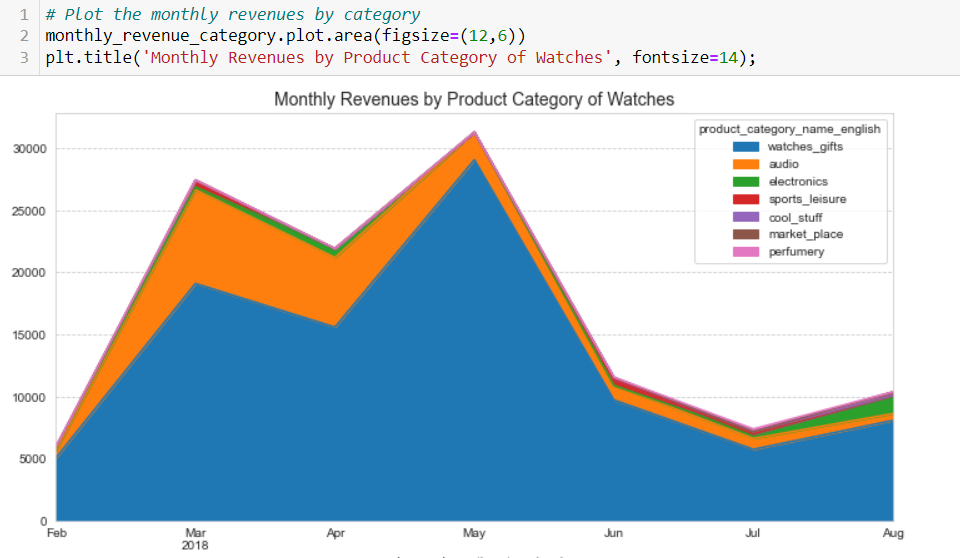 1 # Plot the monthly revenues by category
2 monthly_revenue_category.plot.area(figsize=(12,6))
3 plt.title('Monthly Revenues by Product Category of Watches', fontsize=14);
Monthly Revenues by Product Category of Watches
product_category_name_english
watches_gifts
audio
electronics
sports_leisure
cool_stuff
market_place
perfumery
30000
25000
20000
15000
10000
5000
0
Feb Mar Apr May Jun Jul Aug
2018